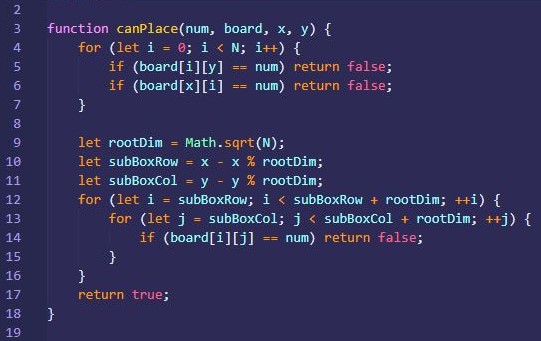 2
3 function canPlace(num, board, x, y) {
4 for (let i = 0; i < N; i++) {
5 if (board[i][y] == num) return false;
6 if (board[x][i] == num) return false;
7 }
8
9 let rootDim = Math.sqrt(N);
10 let subBoxRow = x - x % rootDim;
11 let subBoxCol = y - y % rootDim;
12 for (let i = subBoxRow; i < subBoxRow + rootDim; ++i) {
13 for (let j = subBoxCol; j < subBoxCol + rootDim; ++j) {
14 if (board[i][j] == num) return false;
15 }
16 }
17 return true;
18 }
19